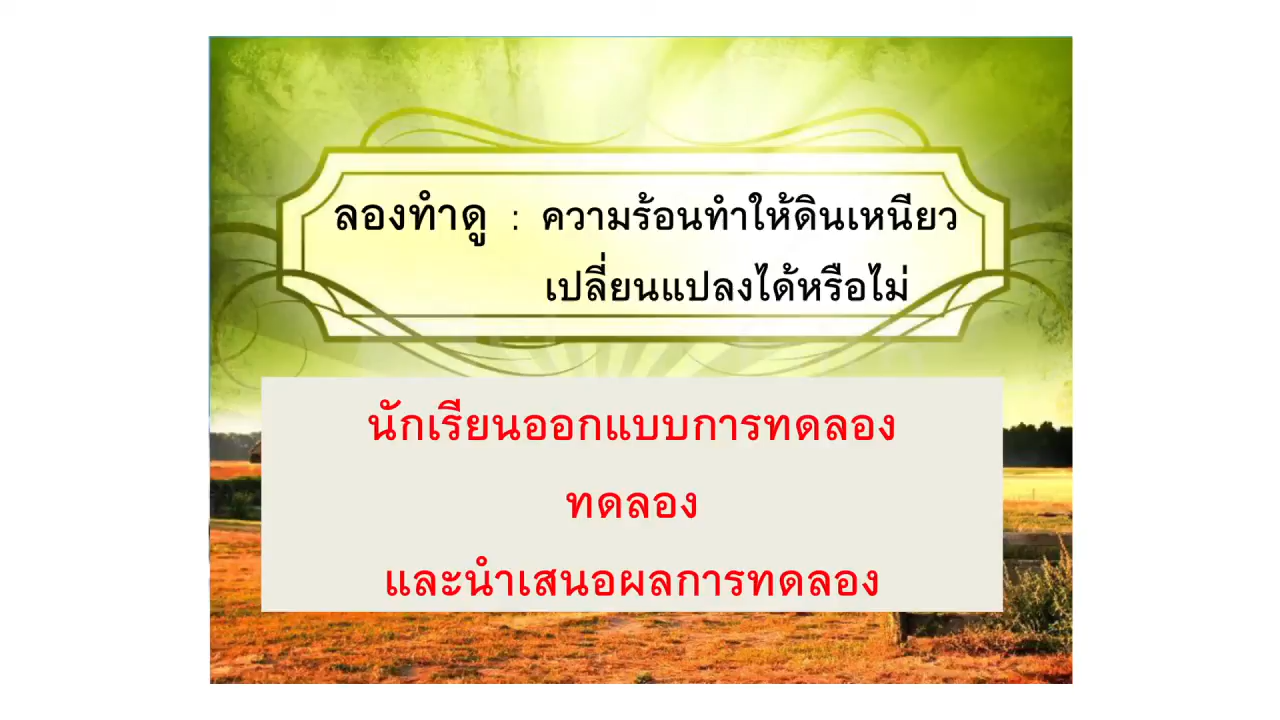 ลองทำดู : ความร้อนทำให้ดินเหนียว
เปลี่ยนแปลงได้หรือไม่
นักเรียนออกแบบการทดลอง
ทดลอง
และนำเสนอผลการทดลอง